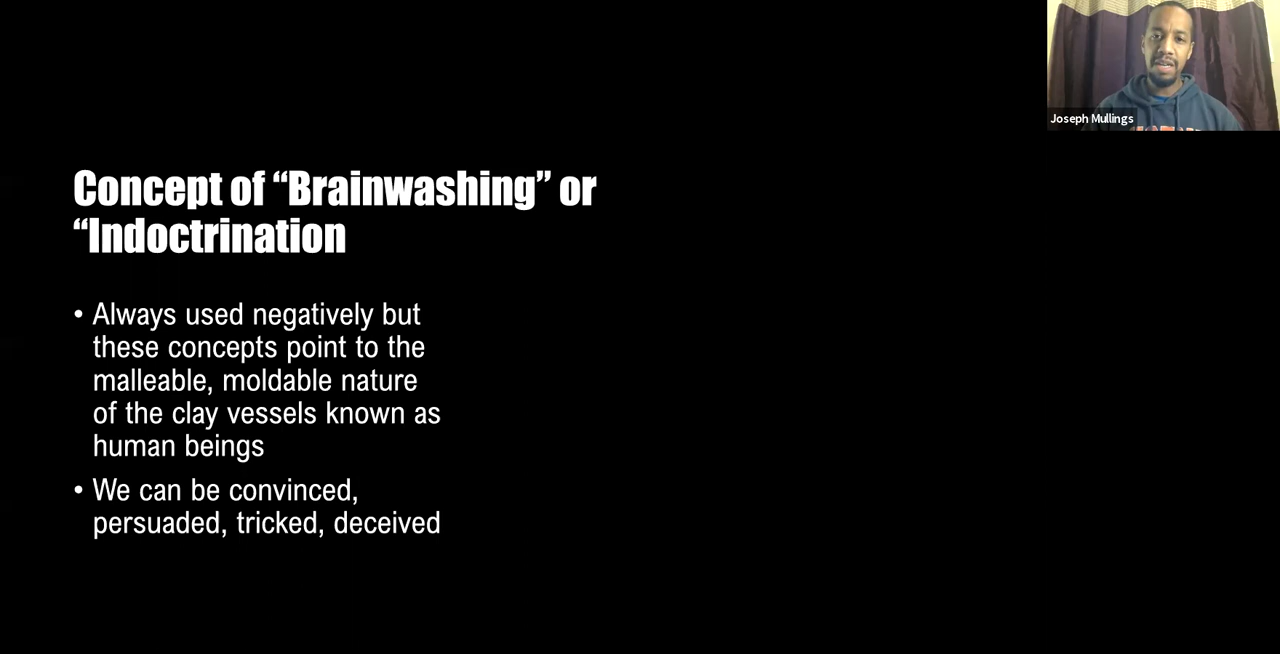 Joseph Mullings
Concept of “Brainwashing” or
“Indoctrination
• Always used negatively but
these concepts point to the
malleable, moldable nature
of the clay vessels known as
human beings
• We can be convinced,
persuaded, tricked, deceived